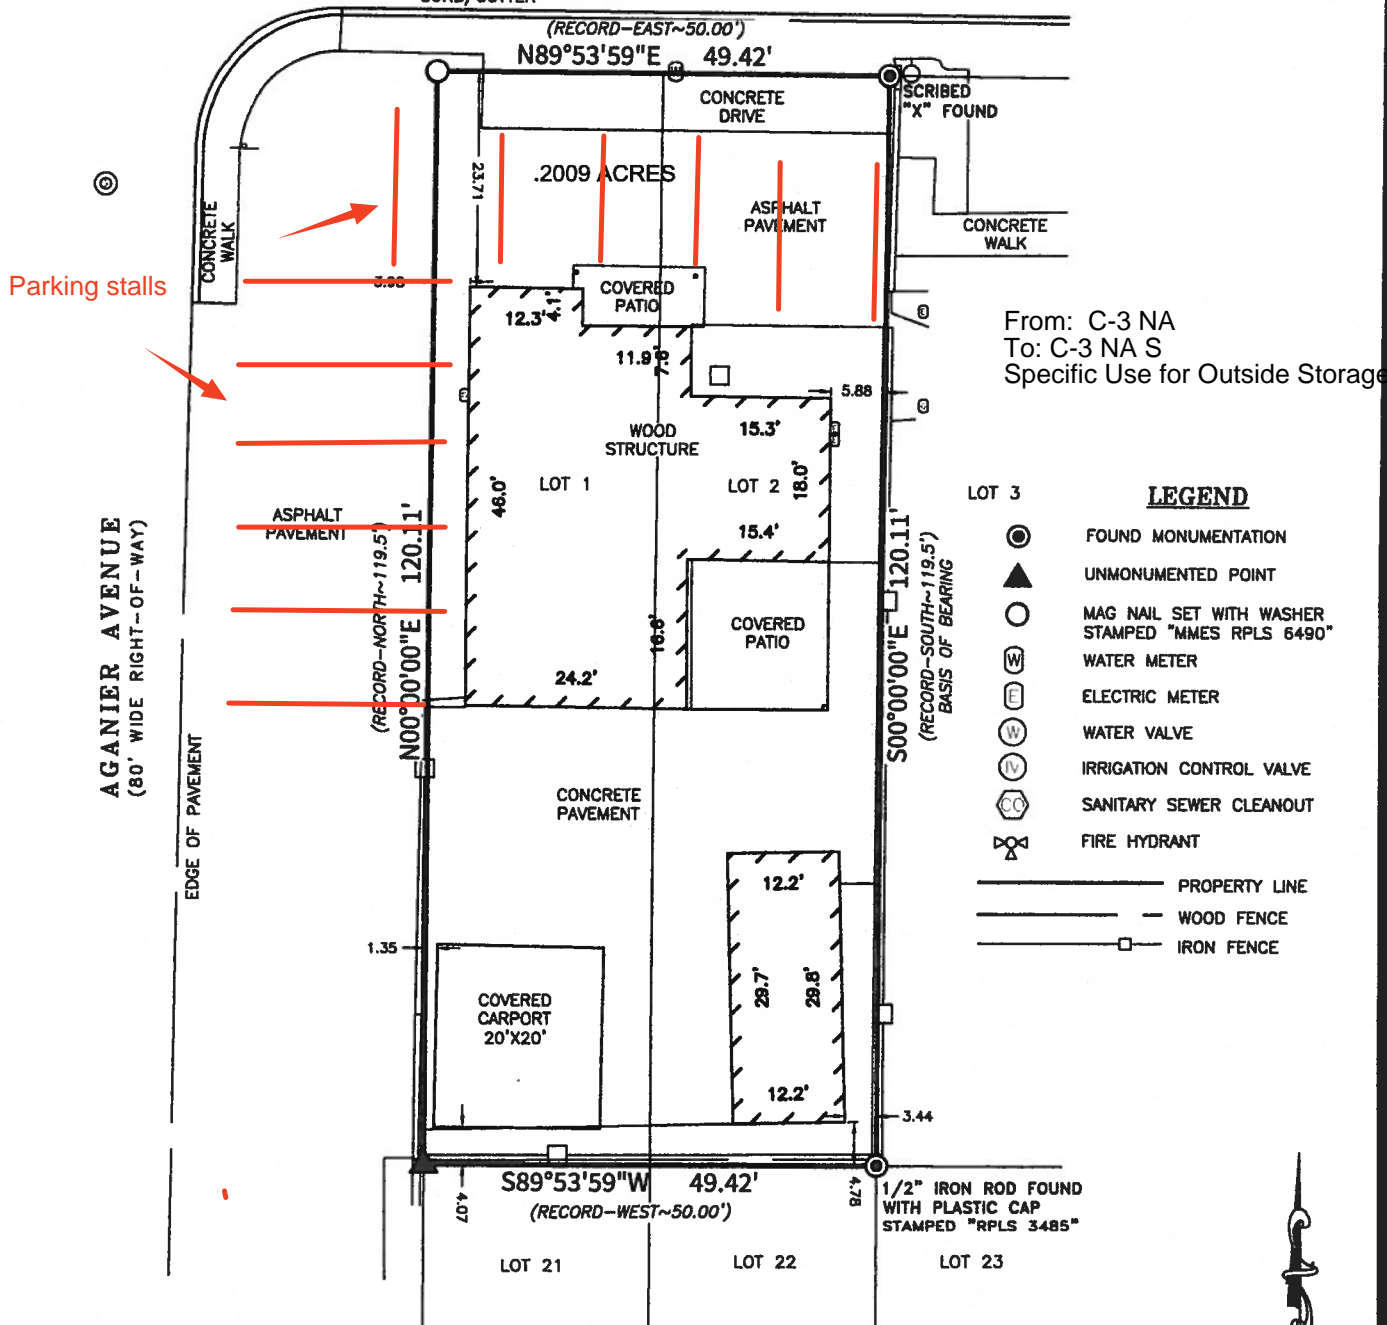 (RECORD-EAST~50.00')
N89°53'59"E 49.42'
CONCRETE
DRIVE
SCRIBED
"X" FOUND
.2009 ACRES
23.71
ASPHALT
PAVEMENT
CONCRETE
WALK
CONCRETE
WALK
Parking stalls
COVERED
PATIO
12.3'
4.1'
11.9'
7.8'
From: C-3 NA
To: C-3 NA S
Specific Use for Outside Storage
5.88
15.3'
WOOD
STRUCTURE
LOT 1
LOT 2
46.0'
18.0'
15.4'
LOT 3
LEGEND
FOUND MONUMENTATION
UNMONUMENTED POINT
MAG NAIL SET WITH WASHER
STAMPED "MMES RPLS 6490"
W WATER METER
E ELECTRIC METER
W WATER VALVE
IV IRRIGATION CONTROL VALVE
CO SANITARY SEWER CLEANOUT
FIRE HYDRANT
PROPERTY LINE
WOOD FENCE
IRON FENCE
ASPHALT
PAVEMENT
AGANIER AVENUE
(80' WIDE RIGHT-OF-WAY)
EDGE OF PAVEMENT
(RECORD-NORTH~119.5')
N00°00'00"E 120.11'
S00°00'00"E 120.11'
(RECORD-SOUTH~119.5')
BASIS OF BEARING
16.6'
COVERED
PATIO
24.2'
CONCRETE
PAVEMENT
12.2'
29.7'
29.8'
12.2'
1.35
COVERED
CARPORT
20'X20'
3.44
S89°53'59"W 49.42'
(RECORD-WEST~50.00')
4.07
4.78
1/2" IRON ROD FOUND
WITH PLASTIC CAP
STAMPED "RPLS 3485"
LOT 21
LOT 22
LOT 23